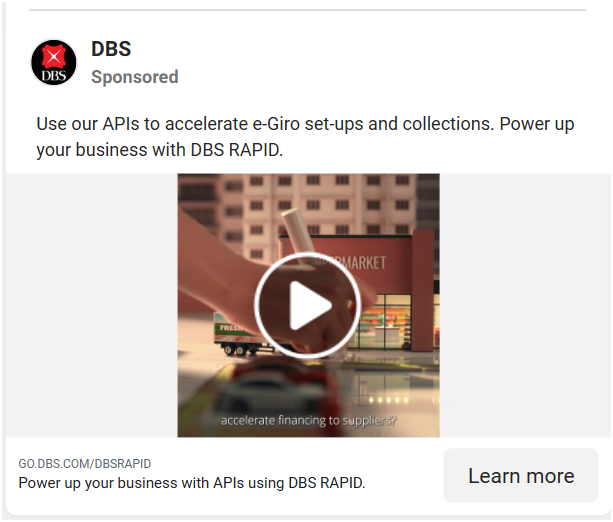 DBS
DBS
Sponsored
Use our APIs to accelerate e-Giro set-ups and collections. Power up
your business with DBS RAPID.
RMARKET
FRESH
accelerate financing to suppliers?
GO.DBS.COM/DBSRAPID
Power up your business with APIs using DBS RAPID.
Learn more